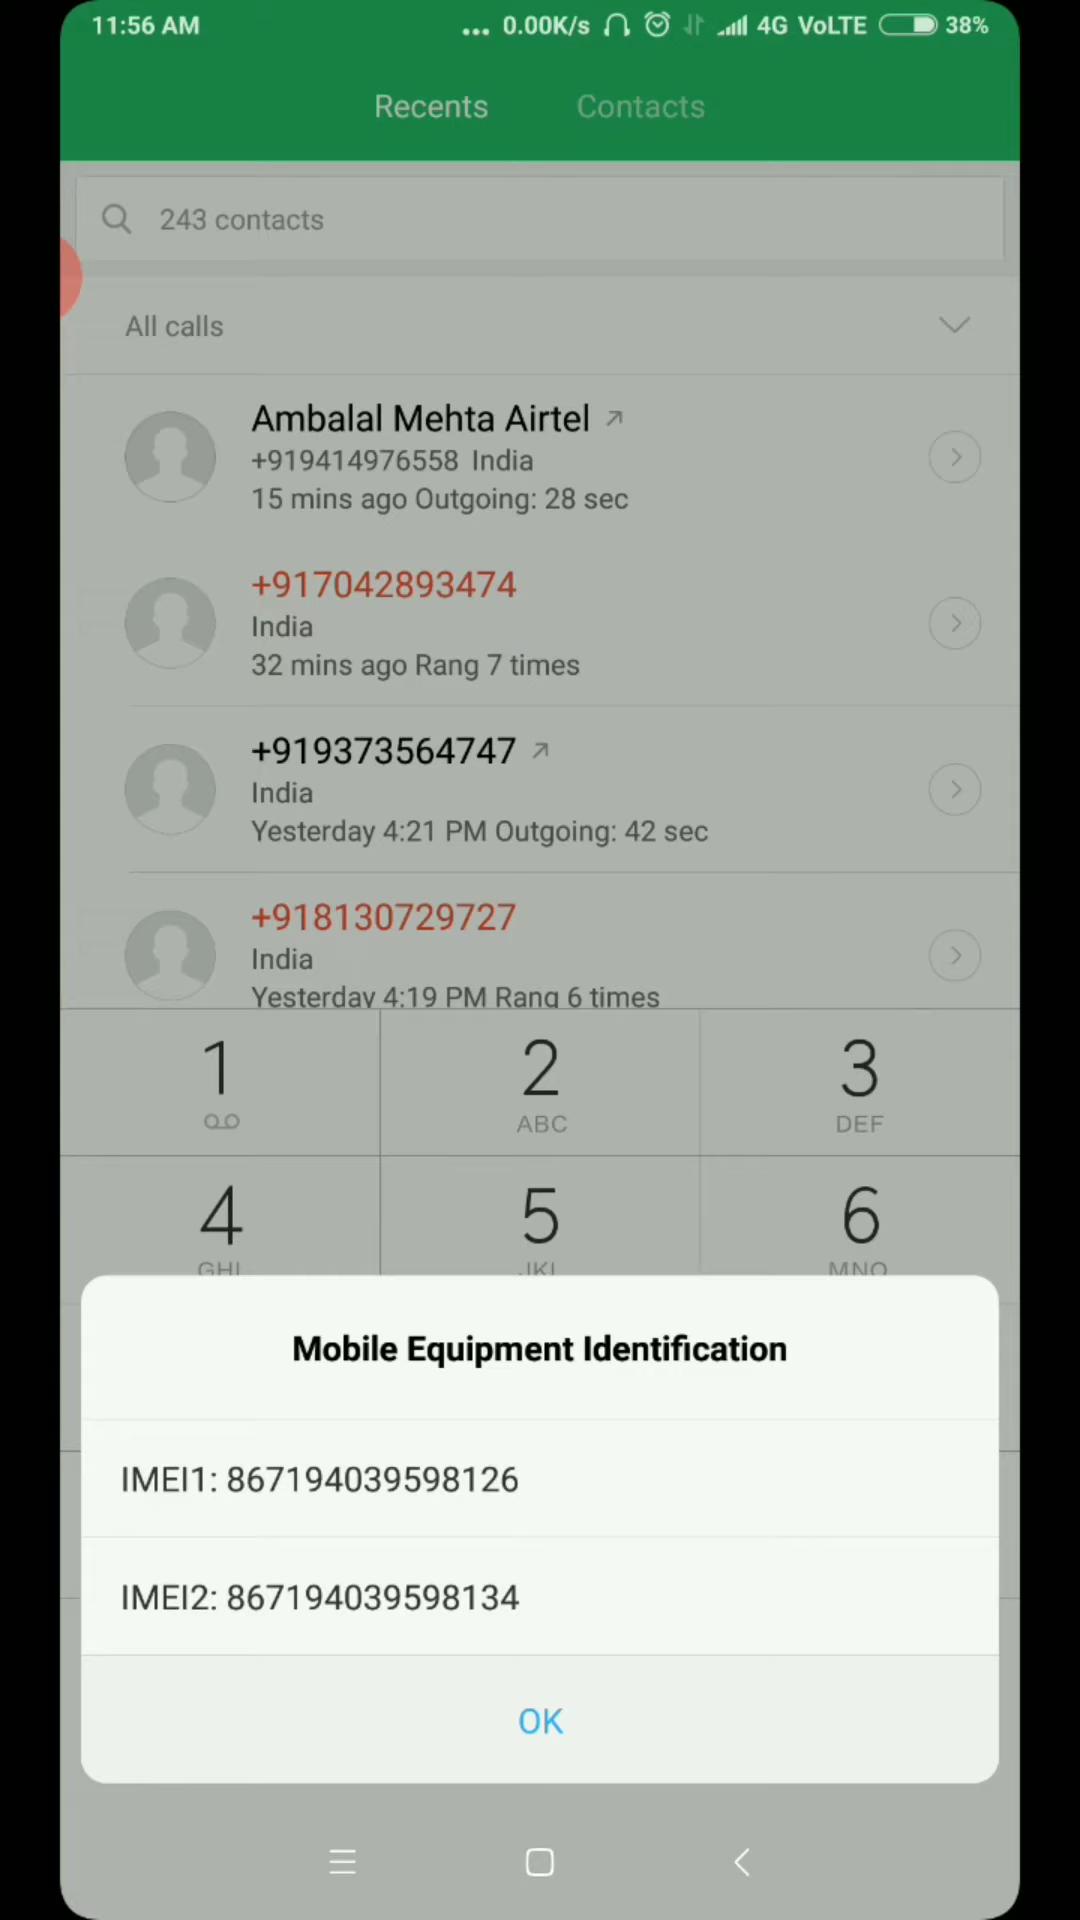 11:56 AM ... 0.00K/s 4G VoLTE 38%
Recents Contacts
243 contacts
All calls
Ambalal Mehta Airtel
+919414976558 India
15 mins ago Outgoing: 28 sec
+917042893474
India
32 mins ago Rang 7 times
+919373564747
India
Yesterday 4:21 PM Outgoing: 42 sec
+918130729727
India
Yesterday 4:19 PM Rang 6 times
1 2 3
ABC DEF
4 5 6
GHI JKL MNO
Mobile Equipment Identification
IMEI1: 867194039598126
IMEI2: 867194039598134
OK